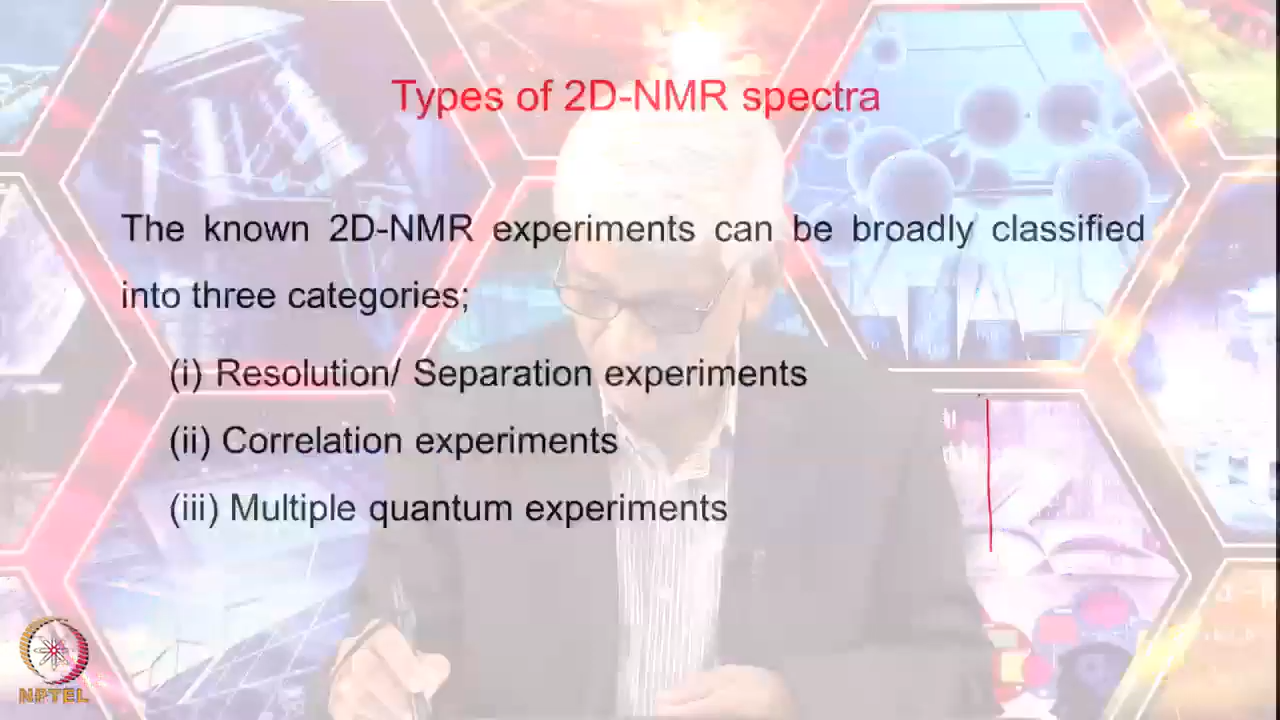 Types of 2D-NMR spectra
The known 2D-NMR experiments can be broadly classified
into three categories;
(i) Resolution/ Separation experiments
(ii) Correlation experiments
(iii) Multiple quantum experiments
NPTEL